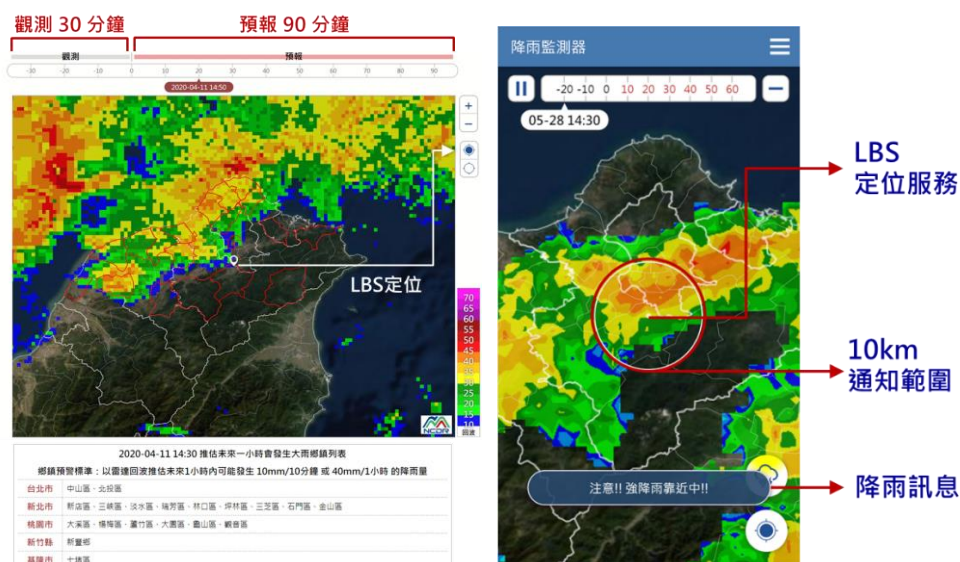 觀測 30 分鐘
預報 90 分鐘
觀測
預報
-30 -20 -10 0 10 20 30 40 50 60 70 80 90
2020-04-11 14:50
+
−
LBS定位
70
65
60
55
50
45
40
35
30
25
20
15
10
回波
NCDR
2020-04-11 14:30 推估未來一小時會發生大雨鄉鎮列表
鄉鎮預警標準：以雷達回波推估未來1小時內可能發生 10mm/10分鐘 或 40mm/1小時 的降雨量
台北市 中山區、北投區
新北市 新店區、三峽區、淡水區、瑞芳區、林口區、坪林區、三芝區、石門區、金山區
桃園市 大溪區、楊梅區、蘆竹區、大園區、龜山區、觀音區
新竹縣 新豐鄉
基隆市 七堵區
降雨監測器
-20 -10 0 10 20 30 40 50 60
05-28 14:30
注意!! 強降雨靠近中!!
LBS
定位服務
10km
通知範圍
降雨訊息